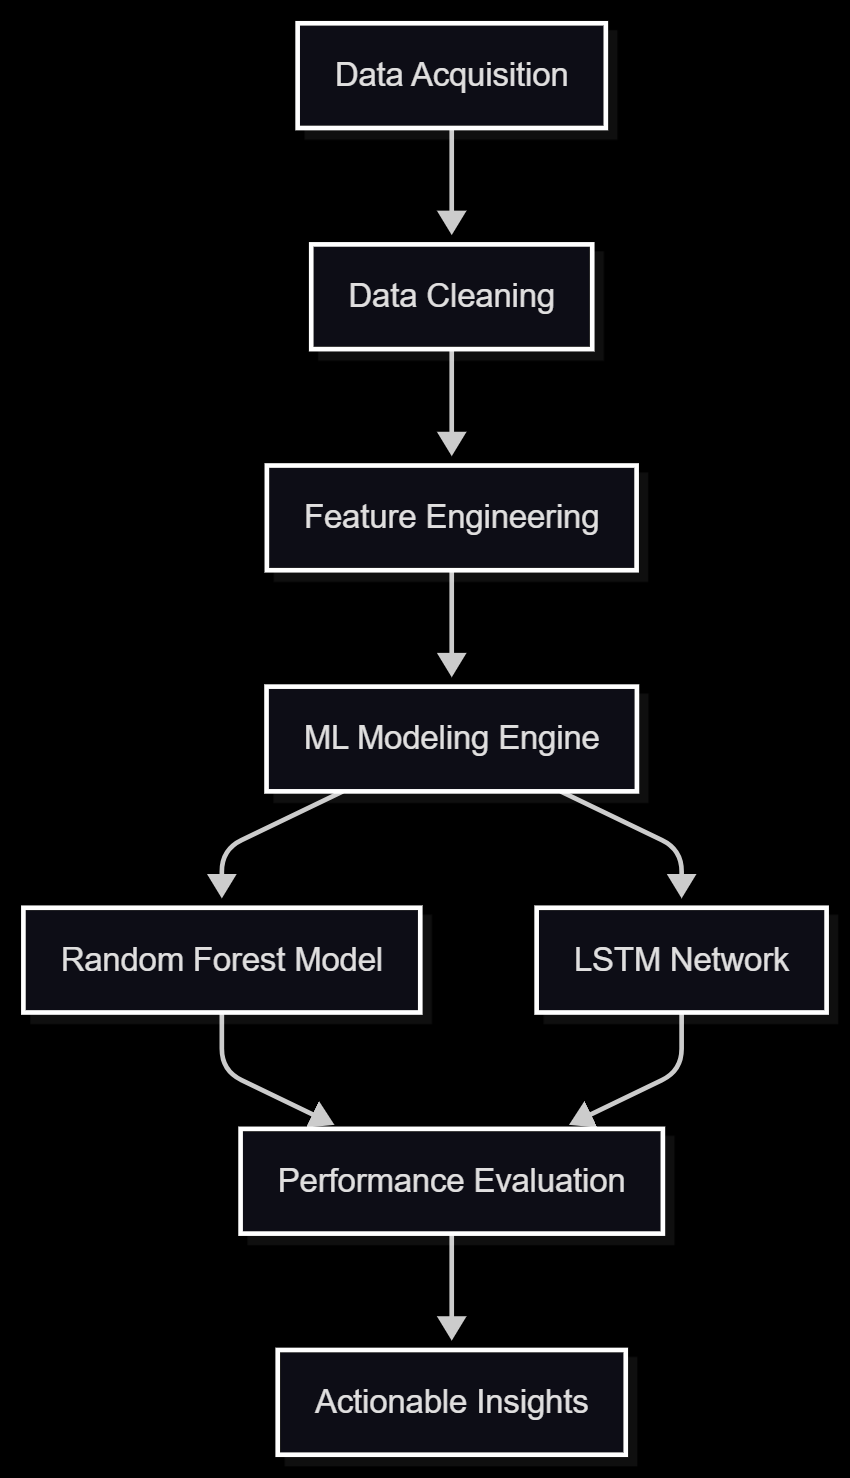 Data Acquisition
Data Cleaning
Feature Engineering
ML Modeling Engine
Random Forest Model
LSTM Network
Performance Evaluation
Actionable Insights